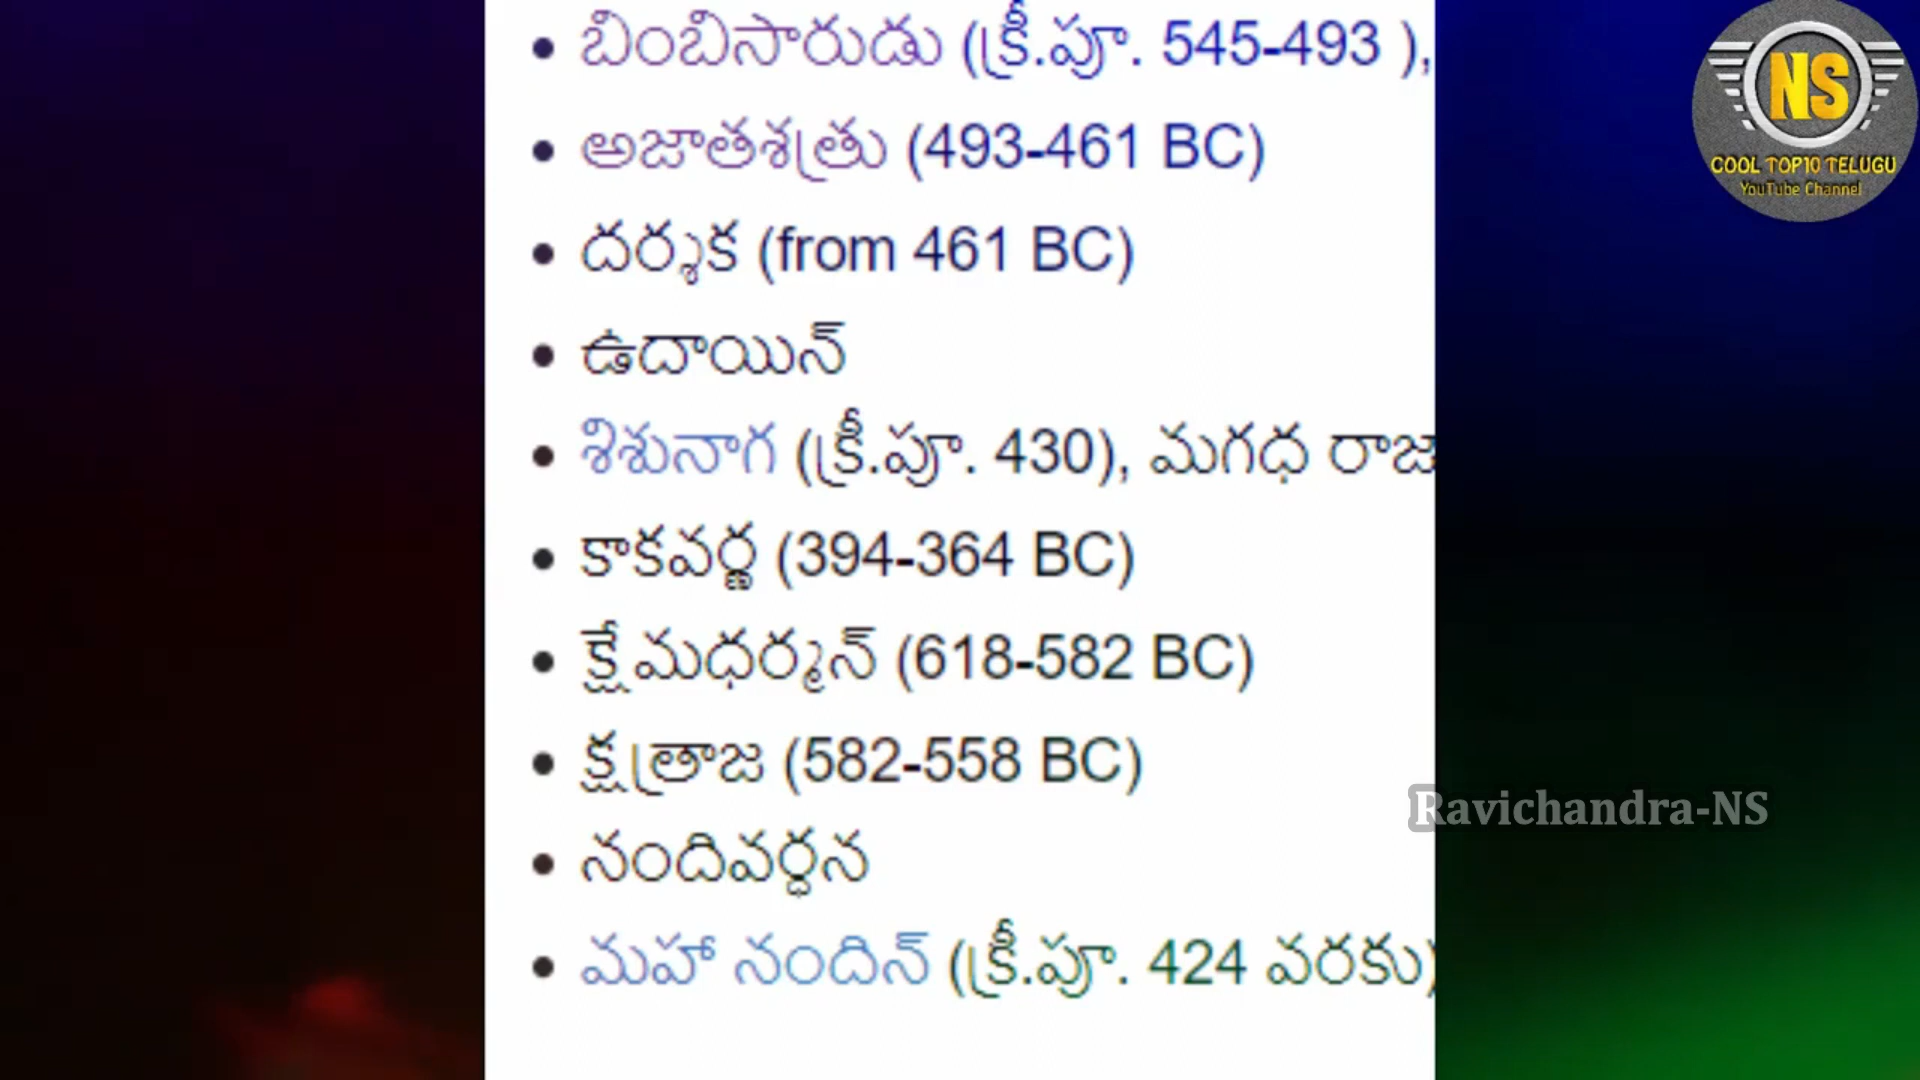 బింబిసారుడు (క్రీ.పూ. 545-493 ),
అజాతశత్రు (493-461 BC)
దర్శక (from 461 BC)
ఉదాయిన్
శిశునాగ (క్రీ.పూ. 430), మగధ రాజ
కాకవర్ణ (394-364 BC)
క్షేమధర్మన్ (618-582 BC)
క్షత్రౌజ (582-558 BC)
నందివర్ధన
మహా నందిన్ (క్రీ.పూ. 424 వరకు)
NS
COOL TOP10 TELUGU
YouTube Channel
Ravichandra-NS